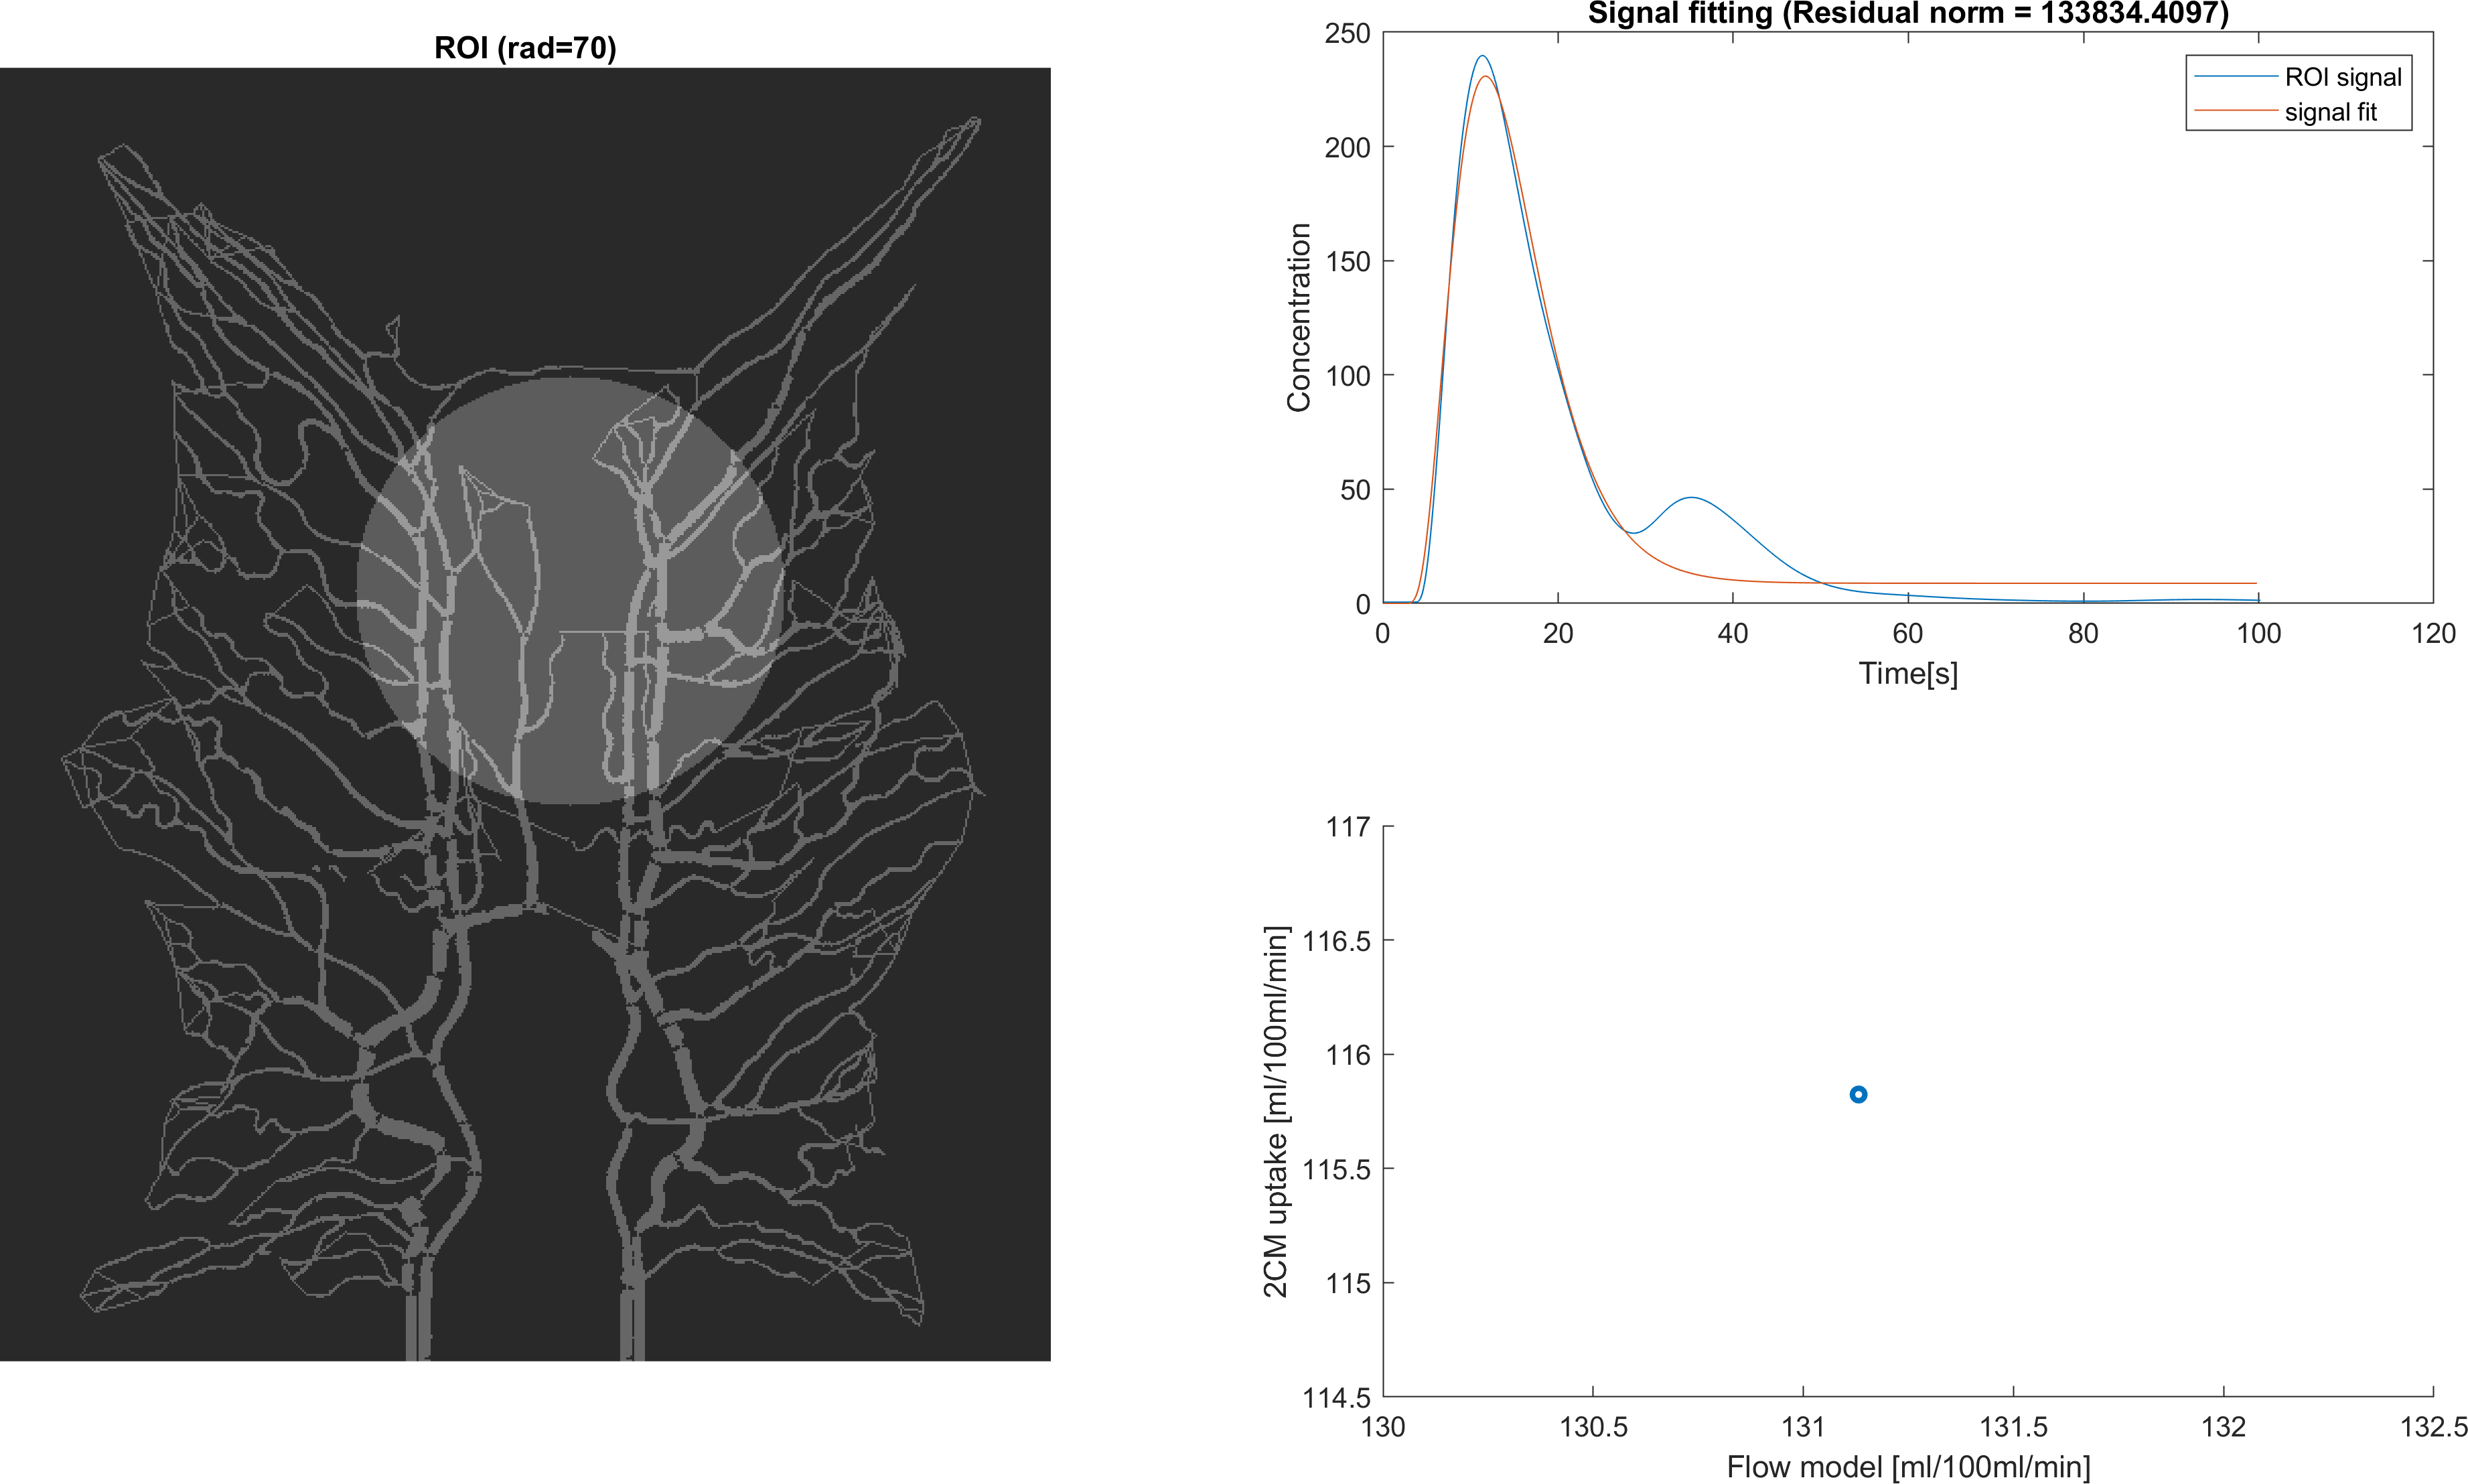 ROI (rad=70)
Signal fitting (Residual norm = 133834.4097)
250
200
150
100
50
0
Concentration
ROI signal
signal fit
0 20 40 60 80 100 120
Time[s]
117
116.5
116
115.5
115
114.5
2CM uptake [ml/100ml/min]
130 130.5 131 131.5 132 132.5
Flow model [ml/100ml/min]